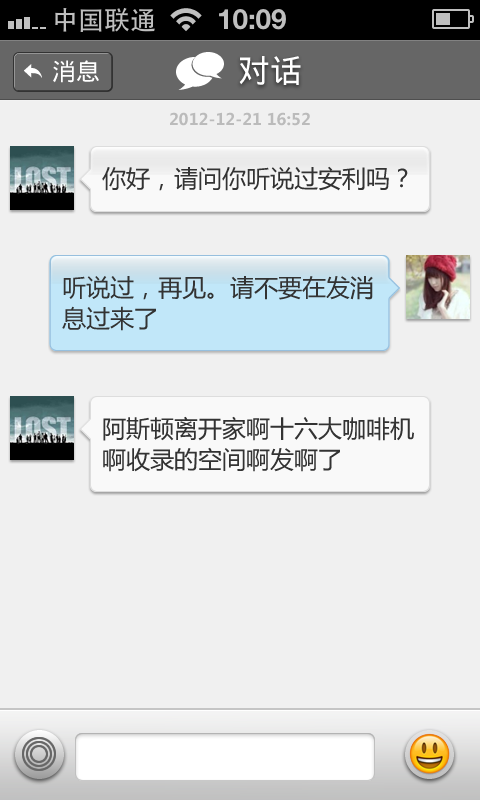 中国联通 10:09
消息 对话
2012-12-21 16:52
LOST
你好，请问你听说过安利吗？
听说过，再见。请不要在发消
息过来了
LOST
阿斯顿离开家啊十六大咖啡机
啊收录的空间啊发啊了